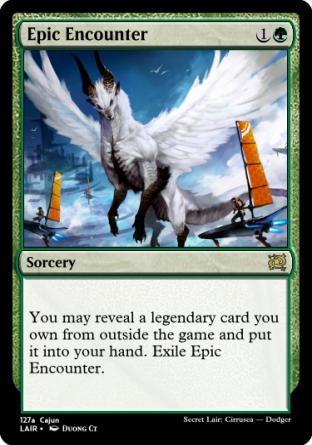 Epic Encounter 1
Sorcery
You may reveal a legendary card you
own from outside the game and put
it into your hand. Exile Epic
Encounter.
127a Cajun
LAIR • Duong Ct
Secret Lair: Cirrusea — Dodger